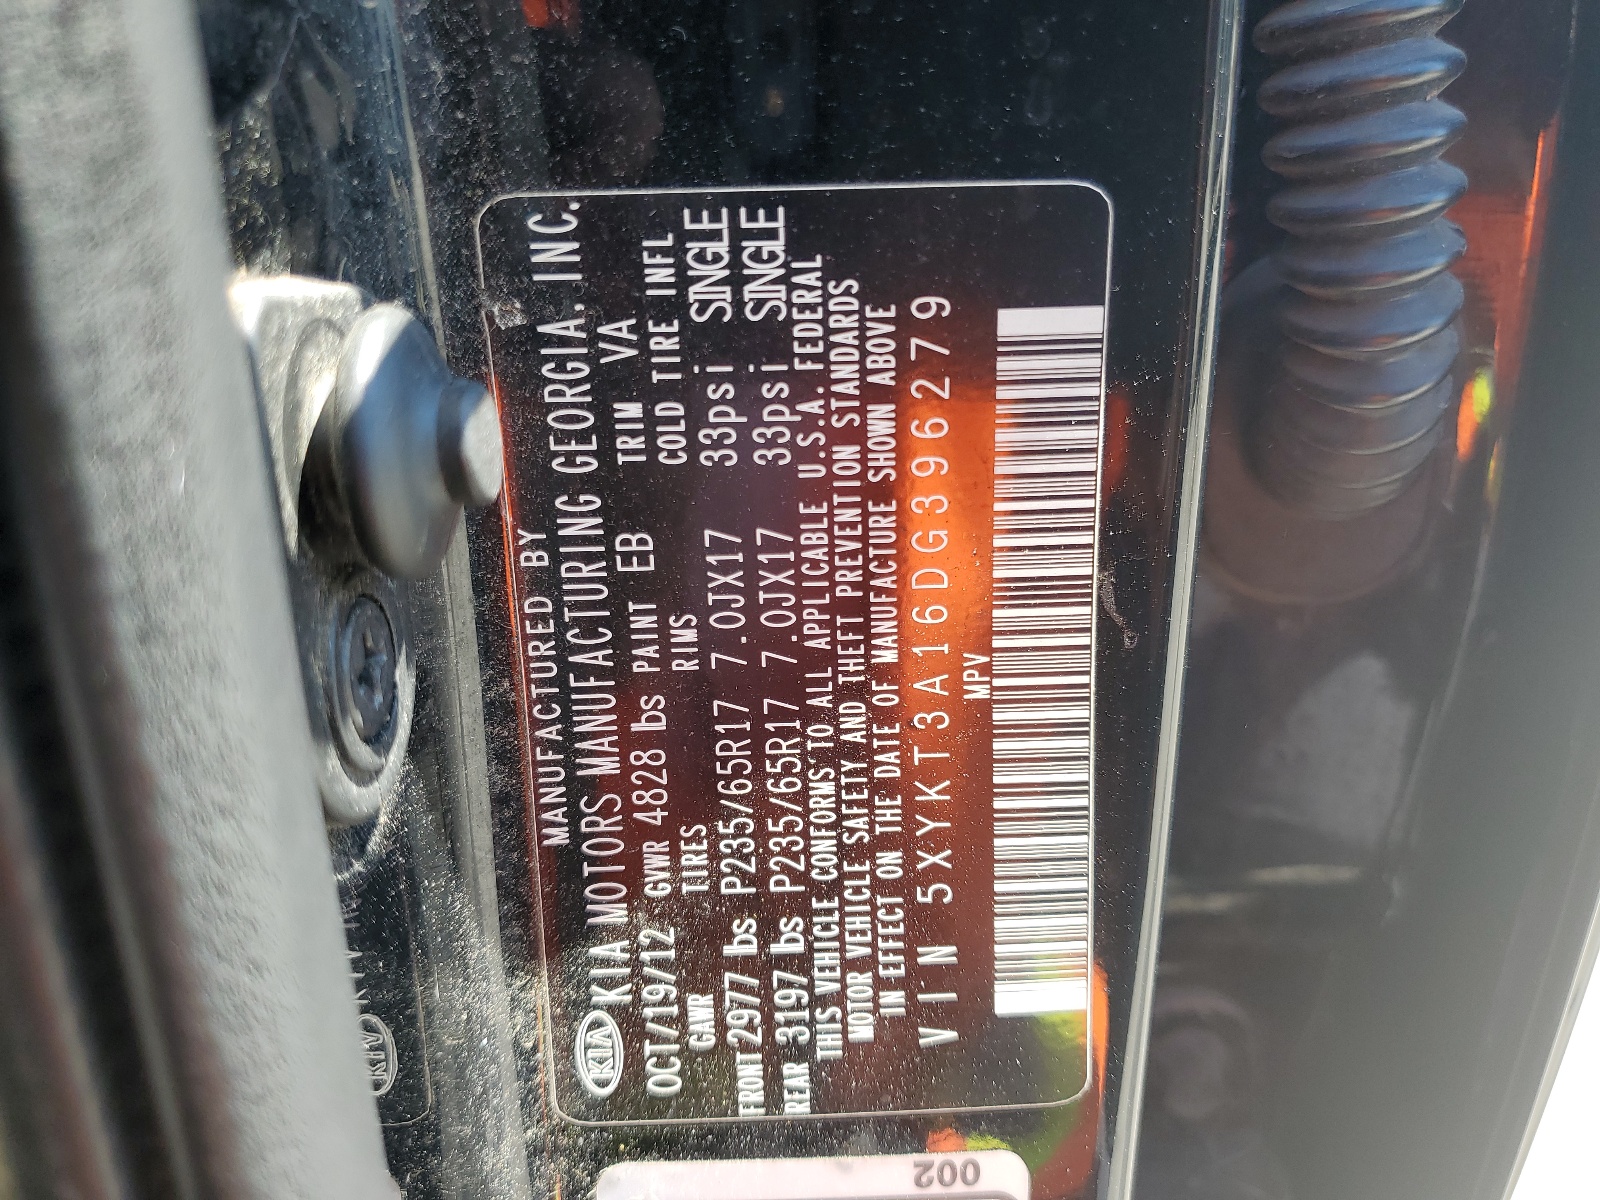 MANUFACTURED BY
KIA KIA MOTORS MANUFACTURING GEORGIA, INC.
OCT/19/12 GVWR 4828 lbs PAINT EB TRIM VA
GAWR TIRES RIMS COLD TIRE INFL
FRONT 2977 lbs P235/65R17 7.0JX17 33psi SINGLE
REAR 3197 lbs P235/65R17 7.0JX17 33psi SINGLE
THIS VEHICLE CONFORMS TO ALL APPLICABLE U.S.A. FEDERAL
MOTOR VEHICLE SAFETY AND THEFT PREVENTION STANDARDS
IN EFFECT ON THE DATE OF MANUFACTURE SHOWN ABOVE
VIN 5XYKT3A16DG396279
MPV
002